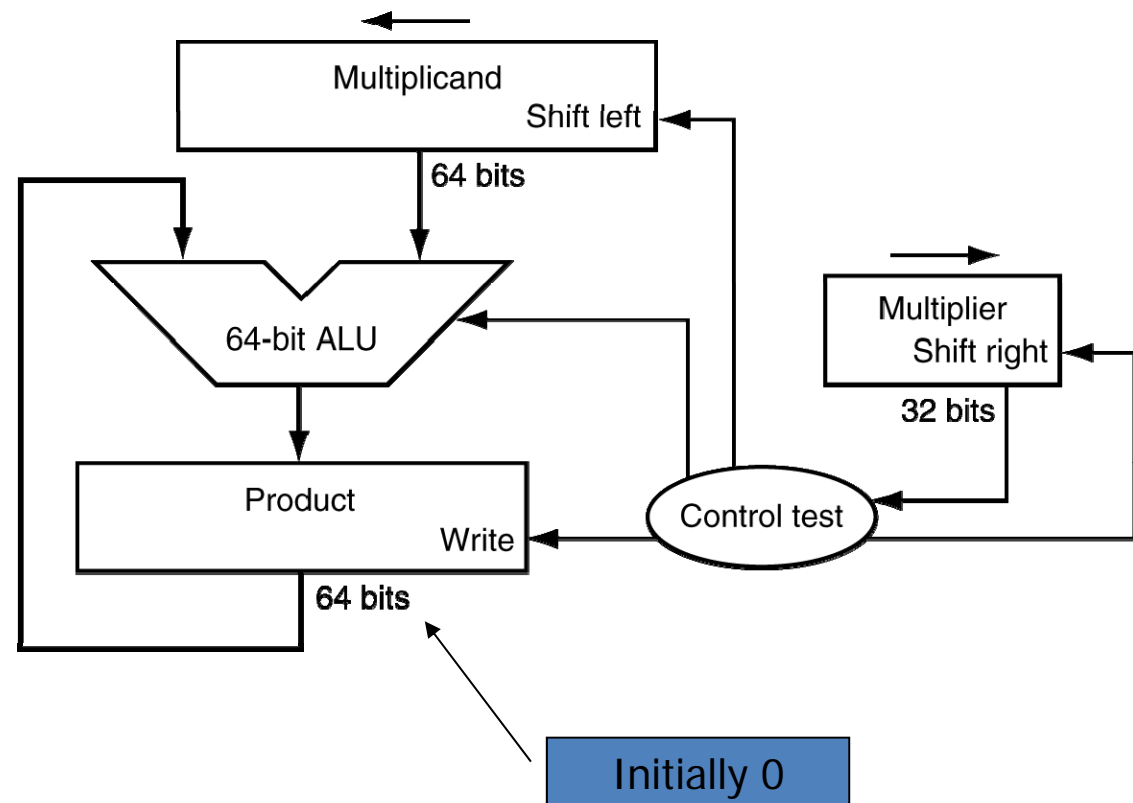 Multiplicand
Shift left
64 bits
64-bit ALU
Multiplier
Shift right
32 bits
Product
Write
Control test
64 bits
Initially 0